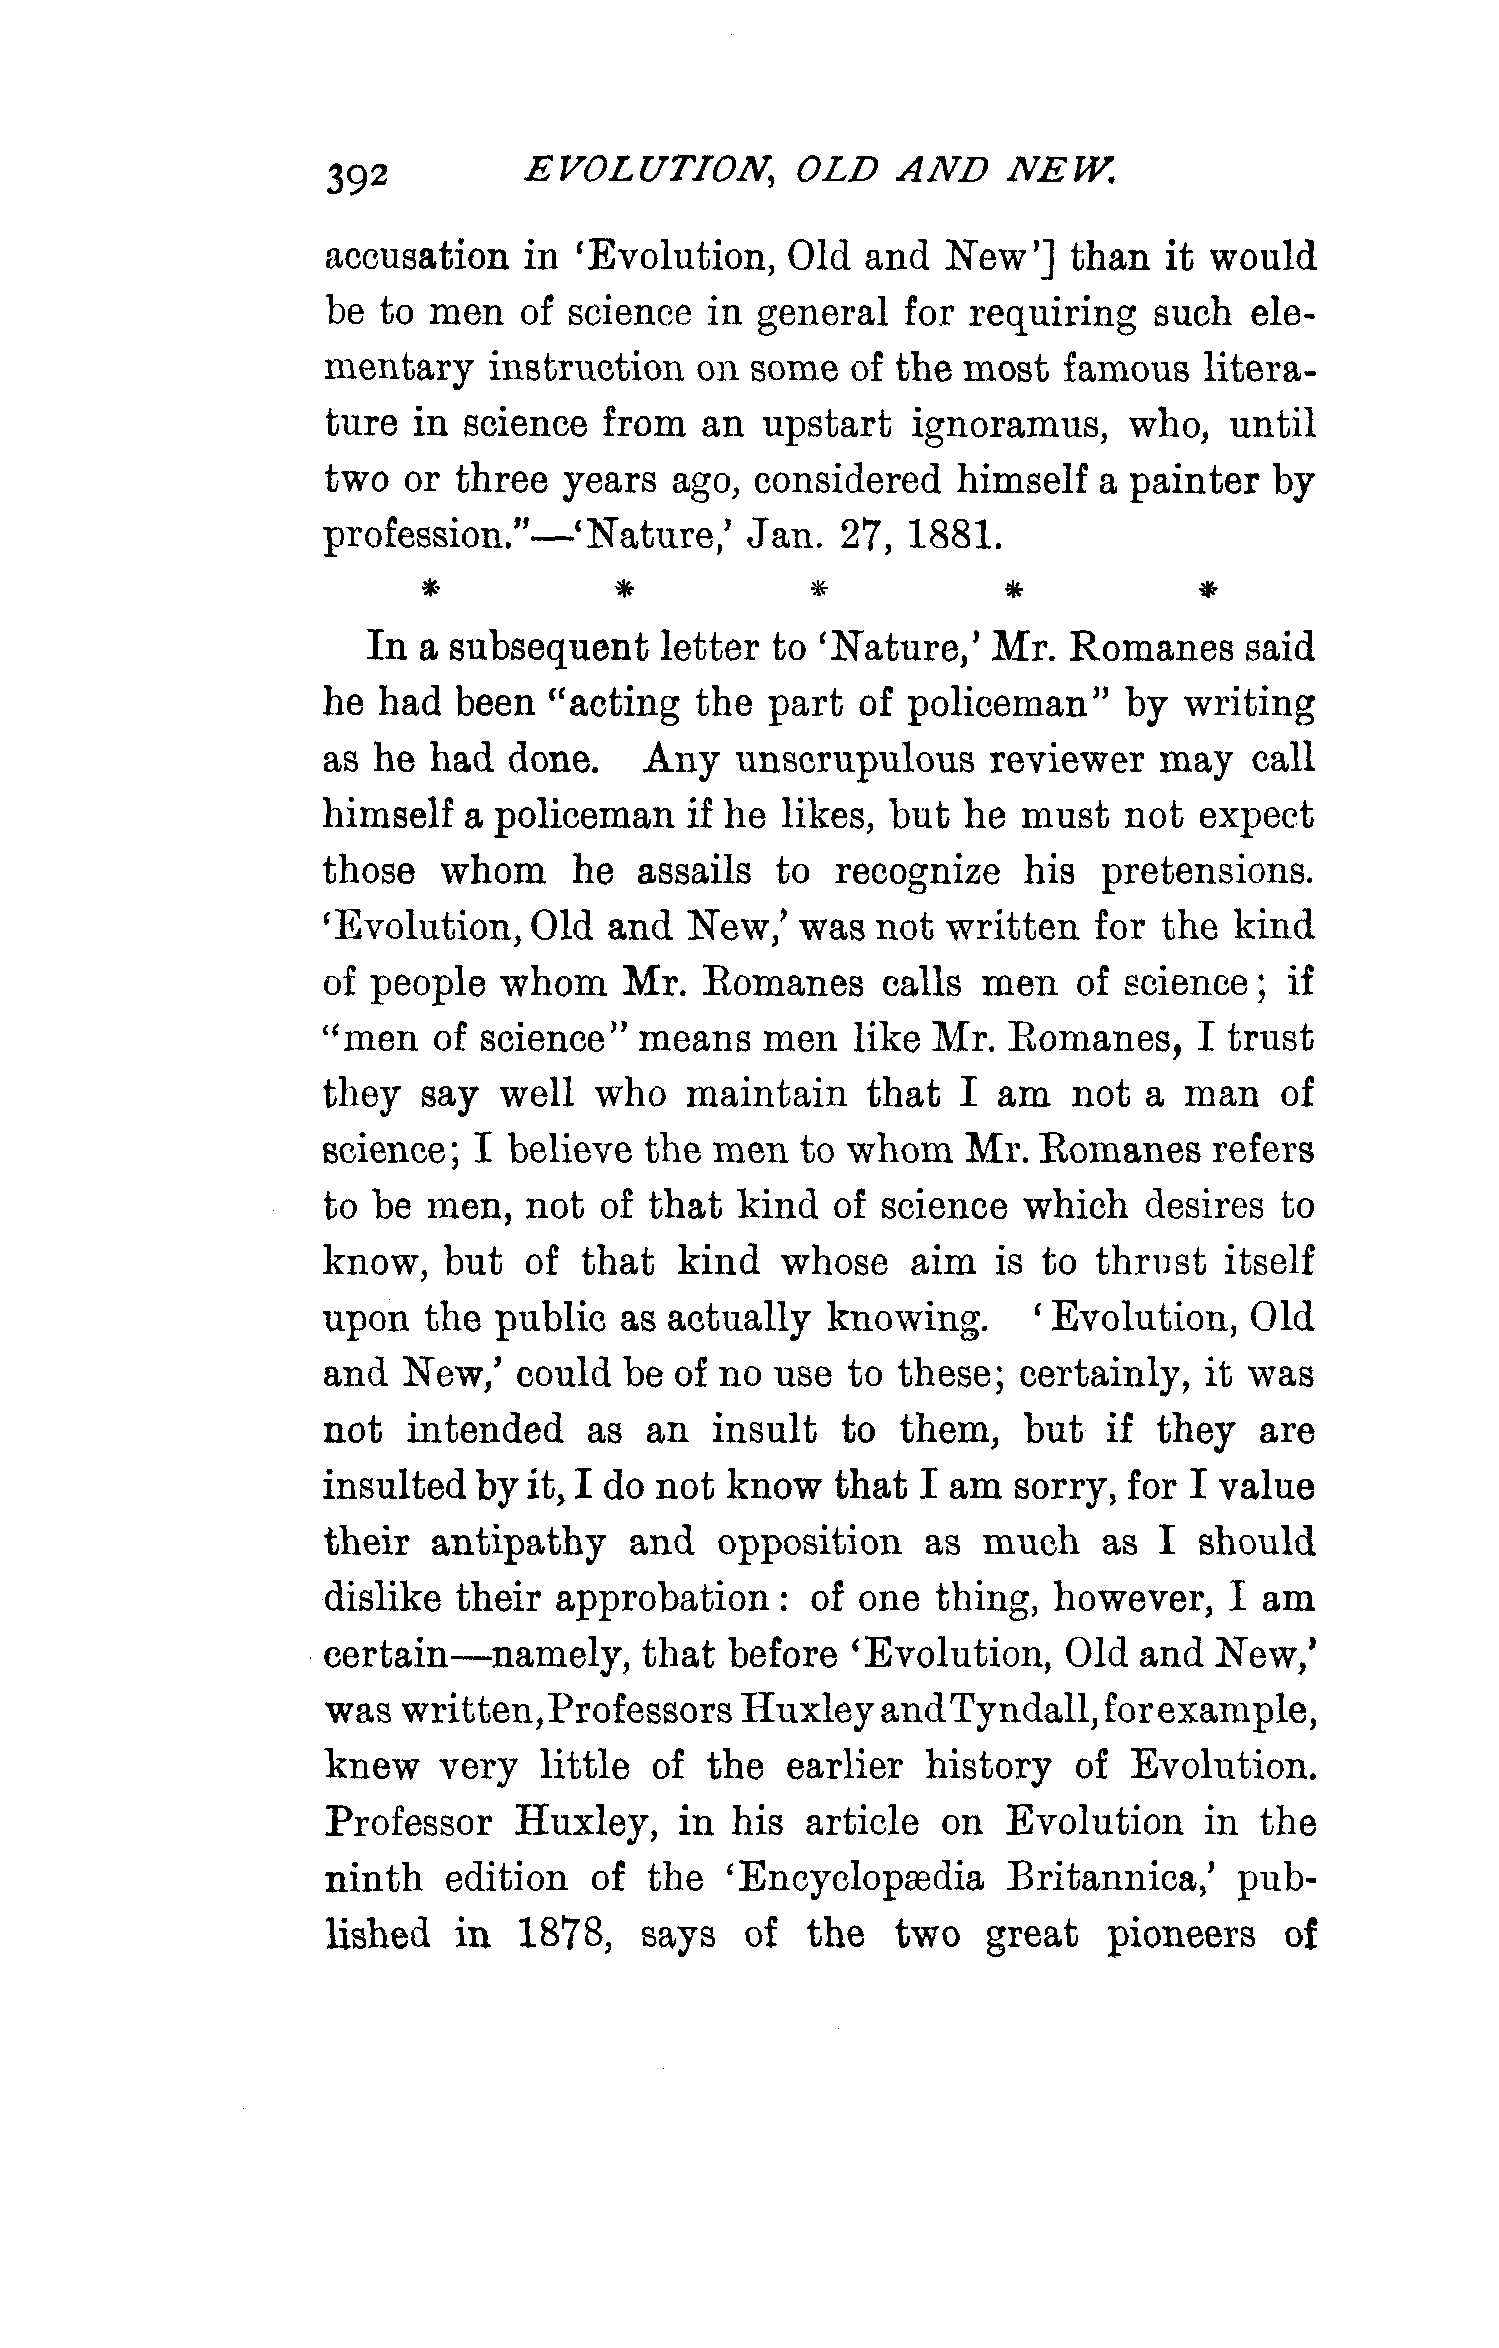 392 EVOLUTION, OLD AND NEW.
accusation in ‘Evolution, Old and New’] than it would
be to men of science in general for requiring such ele-
mentary instruction on some of the most famous litera-
ture in science from an upstart ignoramus, who, until
two or three years ago, considered himself a painter by
profession.”—‘Nature,’ Jan. 27, 1881.
* * * * *
In a subsequent letter to ‘Nature,’ Mr. Romanes said
he had been “acting the part of policeman” by writing
as he had done. Any unscrupulous reviewer may call
himself a policeman if he likes, but he must not expect
those whom he assails to recognize his pretensions.
‘Evolution, Old and New,’ was not written for the kind
of people whom Mr. Romanes calls men of science; if
“men of science” means men like Mr. Romanes, I trust
they say well who maintain that I am not a man of
science; I believe the men to whom Mr. Romanes refers
to be men, not of that kind of science which desires to
know, but of that kind whose aim is to thrust itself
upon the public as actually knowing. ‘Evolution, Old
and New,’ could be of no use to these; certainly, it was
not intended as an insult to them, but if they are
insulted by it, I do not know that I am sorry, for I value
their antipathy and opposition as much as I should
dislike their approbation: of one thing, however, I am
certain—namely, that before ‘Evolution, Old and New,’
was written, Professors Huxley and Tyndall, for example,
knew very little of the earlier history of Evolution.
Professor Huxley, in his article on Evolution in the
ninth edition of the ‘Encyclopædia Britannica,’ pub-
lished in 1878, says of the two great pioneers of